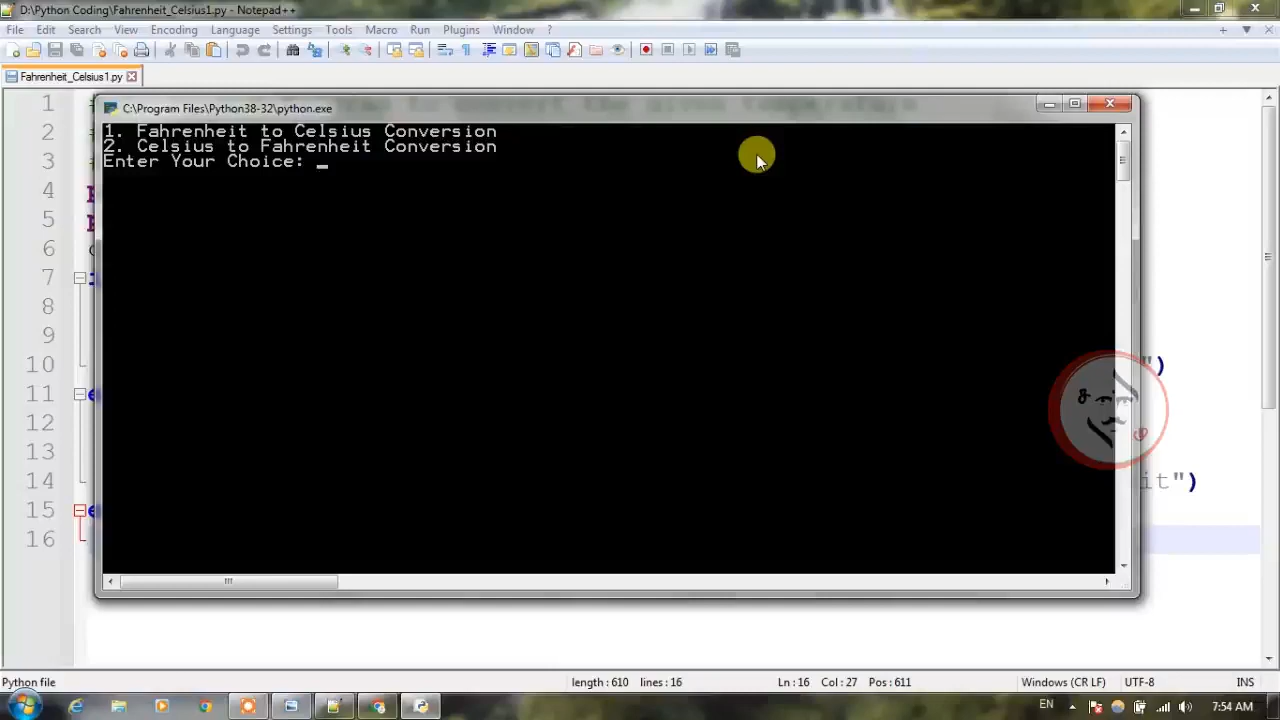 D:\Python Coding\Fahrenheit_Celsius1.py - Notepad++
File Edit Search View Encoding Language Settings Tools Macro Run Plugins Window ?
Fahrenheit_Celsius1.py
C:\Program Files\Python38-32\python.exe
1. Fahrenheit to Celsius Conversion
2. Celsius to Fahrenheit Conversion
Enter Your Choice: _
1
2
3
4
5
6
7
8
9
10 ")
11
12
13
14 it")
15
16
Python file length : 610 lines : 16 Ln : 16 Col : 27 Pos : 611 Windows (CR LF) UTF-8 INS
EN 7:54 AM